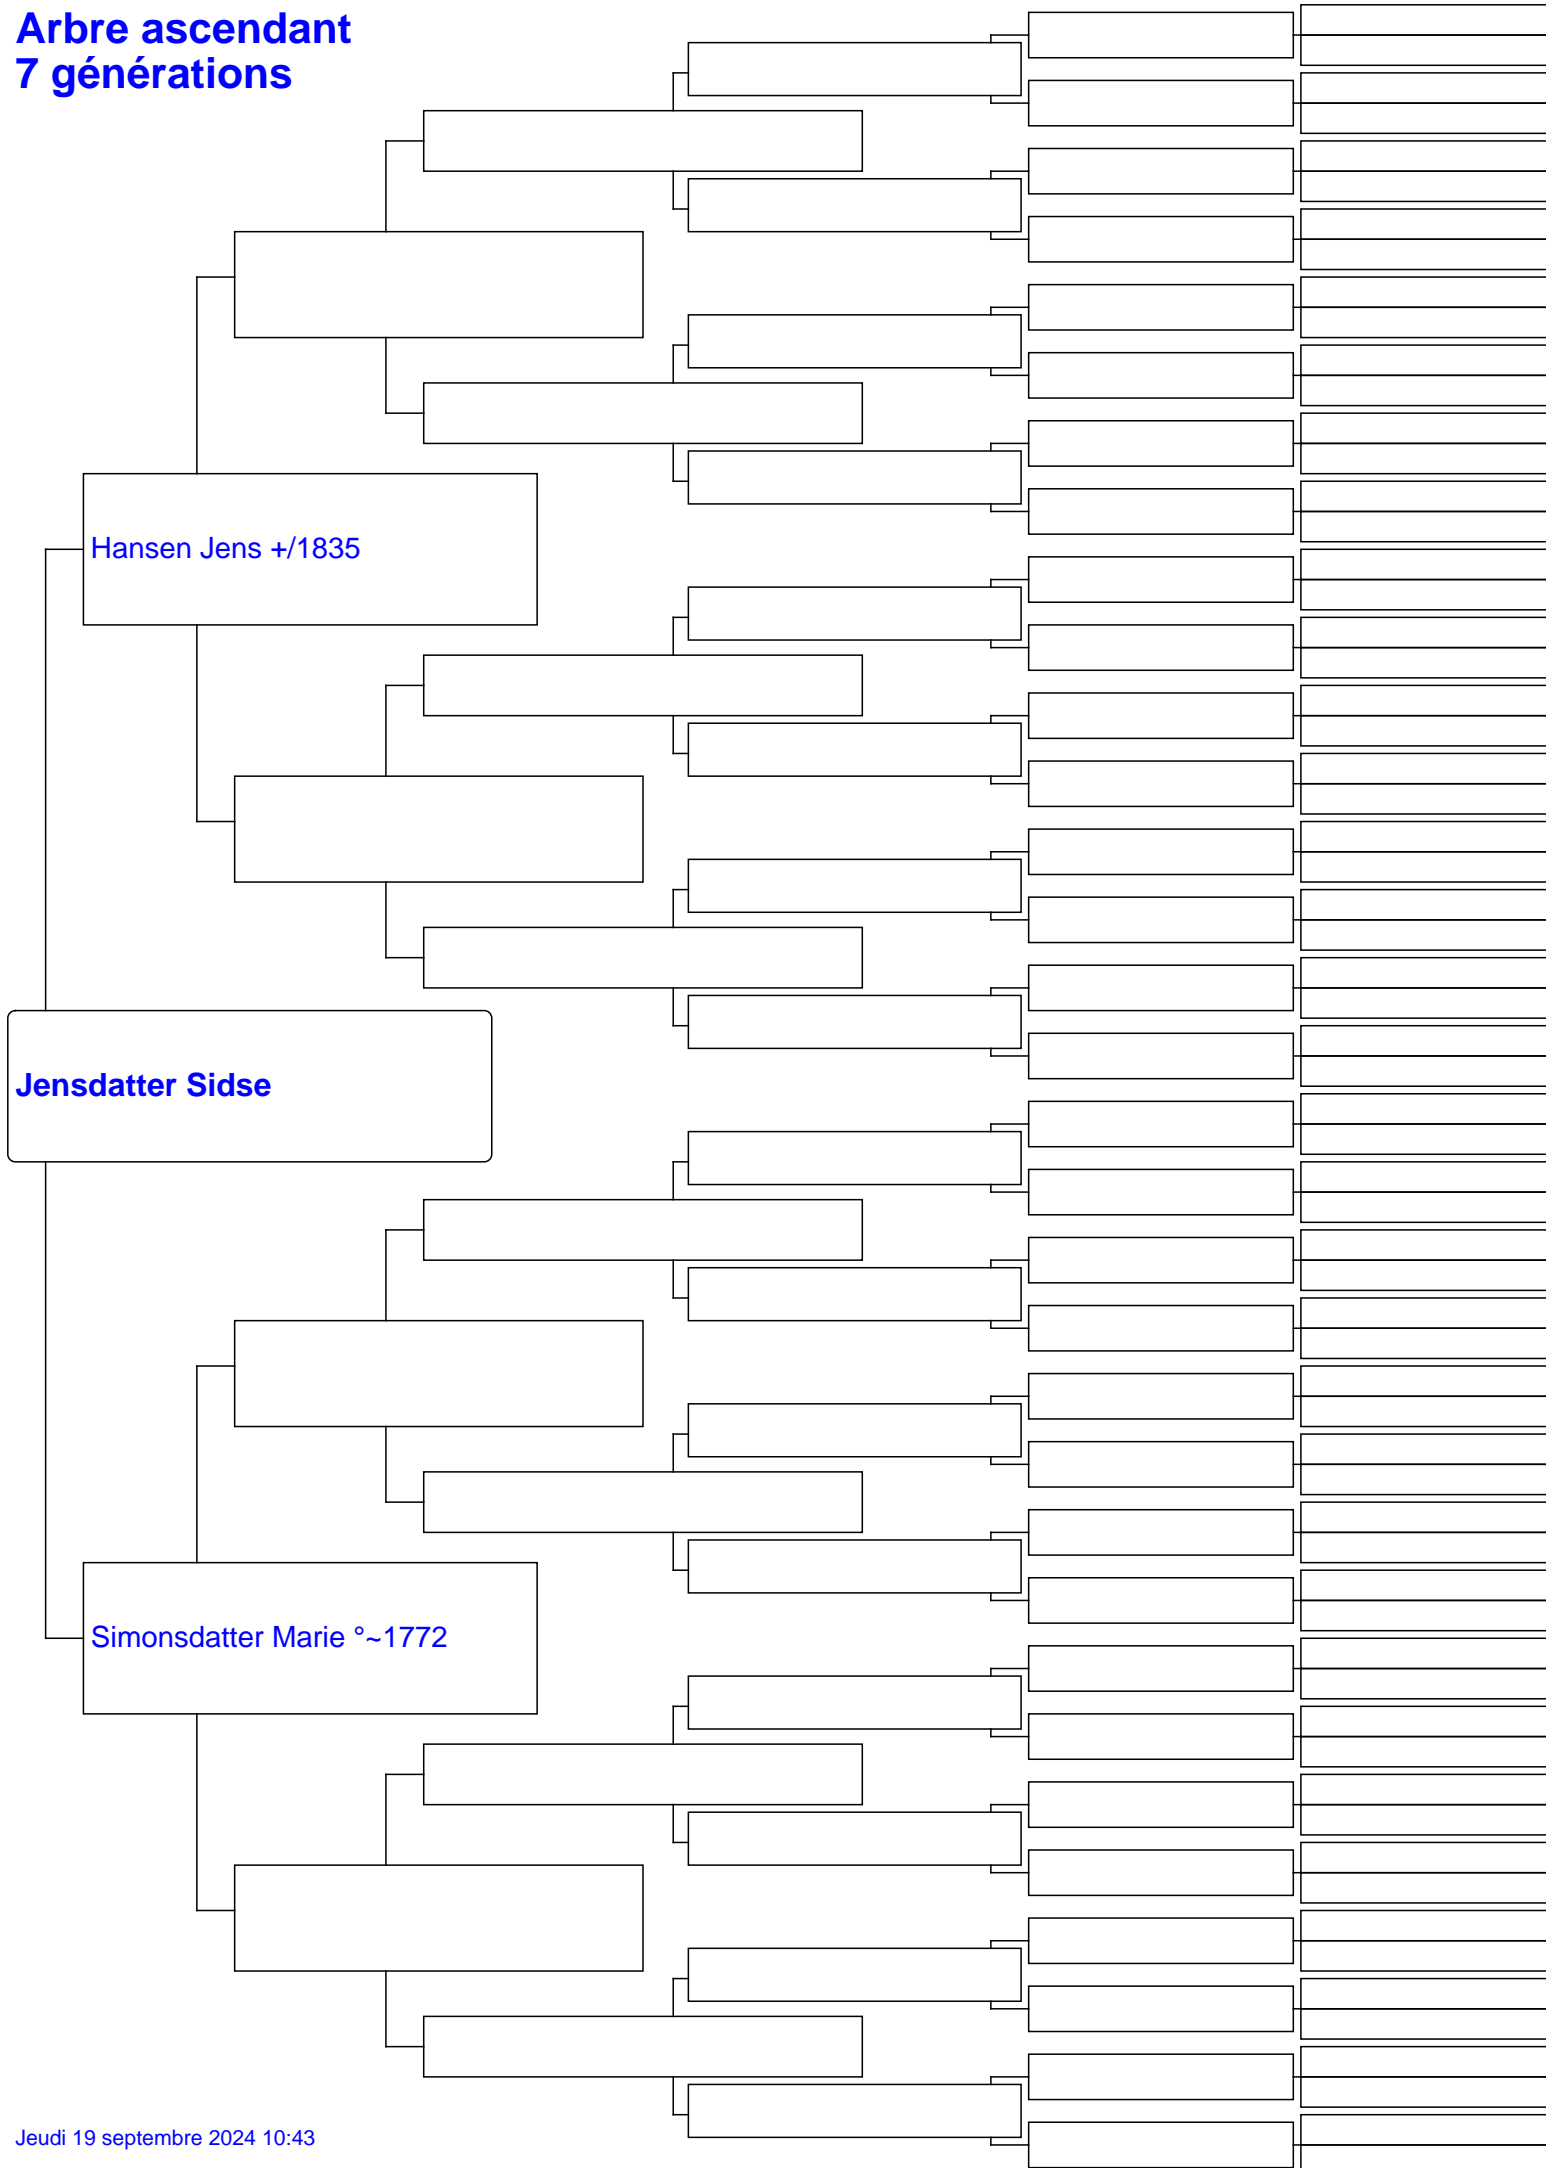 Arbre ascendant
7 générations
Hansen Jens +/1835
Jensdatter Sidse
Simonsdatter Marie °~1772
Jeudi 19 septembre 2024 10:43